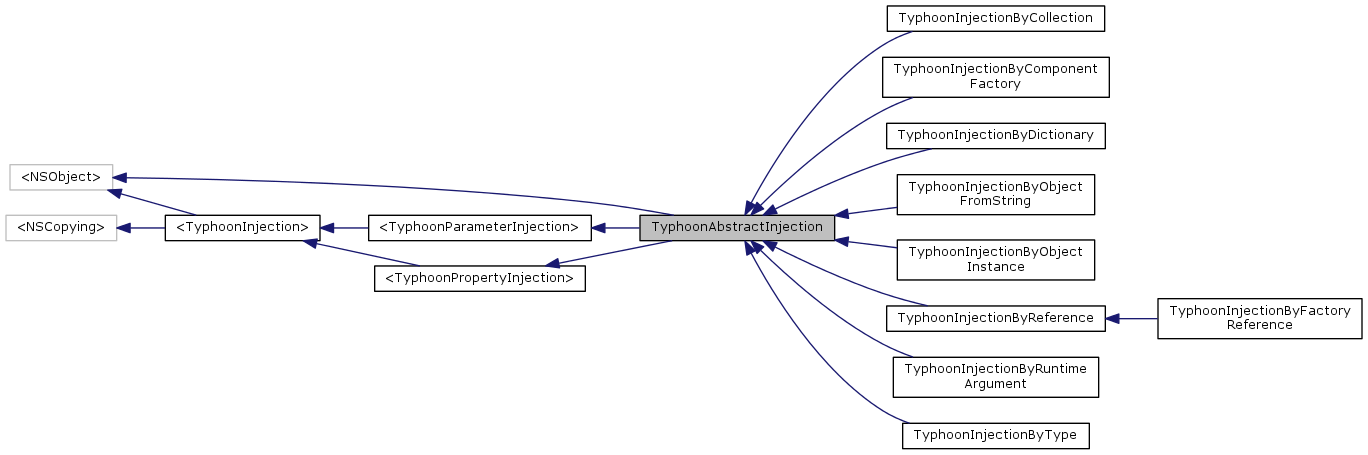 <NSObject>
<NSCopying>
<TyphoonInjection>
<TyphoonParameterInjection>
<TyphoonPropertyInjection>
TyphoonAbstractInjection
TyphoonInjectionByCollection
TyphoonInjectionByComponent
Factory
TyphoonInjectionByDictionary
TyphoonInjectionByObject
FromString
TyphoonInjectionByObject
Instance
TyphoonInjectionByReference
TyphoonInjectionByRuntime
Argument
TyphoonInjectionByType
TyphoonInjectionByFactory
Reference